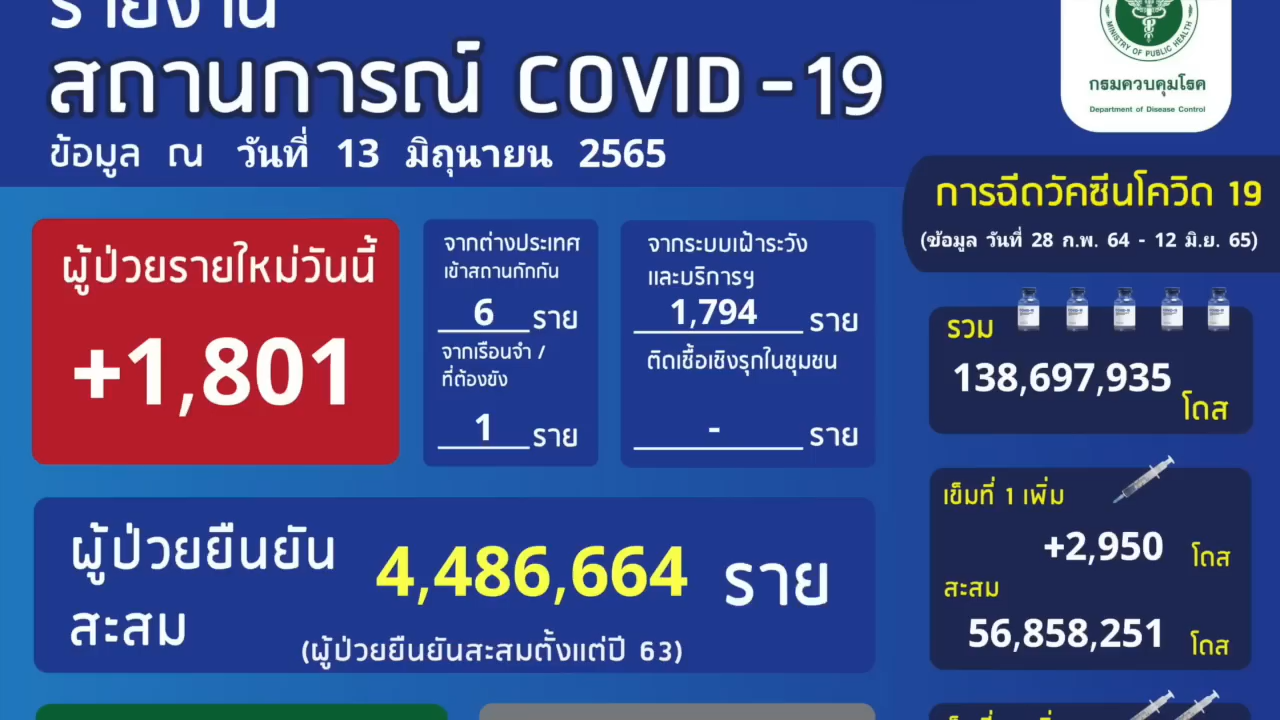 รายงาน
สถานการณ์ COVID-19
ข้อมูล ณ วันที่ 13 มิถุนายน 2565
MINISTRY OF PUBLIC HEALTH
กรมควบคุมโรค
Department of Disease Control
ผู้ป่วยรายใหม่วันนี้
+1,801
จากต่างประเทศ
เข้าสถานกักกัน
6 ราย
จากเรือนจำ /
ที่ต้องขัง
1 ราย
จากระบบเฝ้าระวัง
และบริการฯ
1,794 ราย
ติดเชื้อเชิงรุกในชุมชน
- ราย
ผู้ป่วยยืนยัน
สะสม
4,486,664 ราย
(ผู้ป่วยยืนยันสะสมตั้งแต่ปี 63)
การฉีดวัคซีนโควิด 19
(ข้อมูล วันที่ 28 ก.พ. 64 - 12 มิ.ย. 65)
รวม
138,697,935
โดส
เข็มที่ 1 เพิ่ม
+2,950 โดส
สะสม
56,858,251 โดส